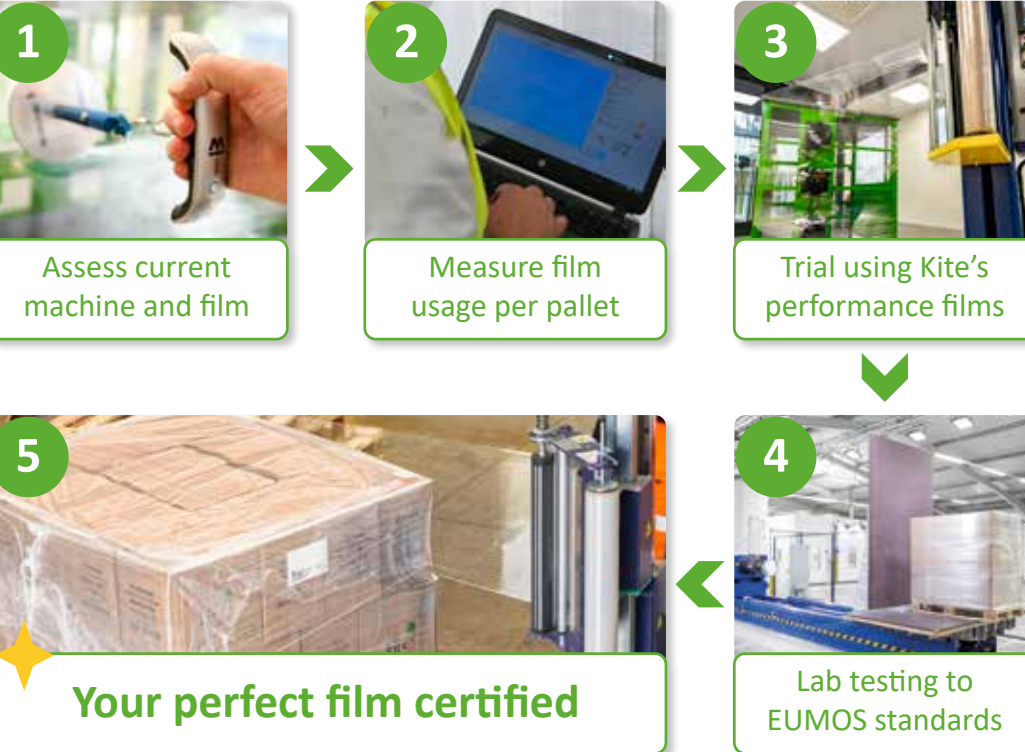 1
Assess current
machine and film
2
Measure film
usage per pallet
3
Trial using Kite’s
performance films
4
Lab testing to
EUMOS standards
5
Your perfect film certified